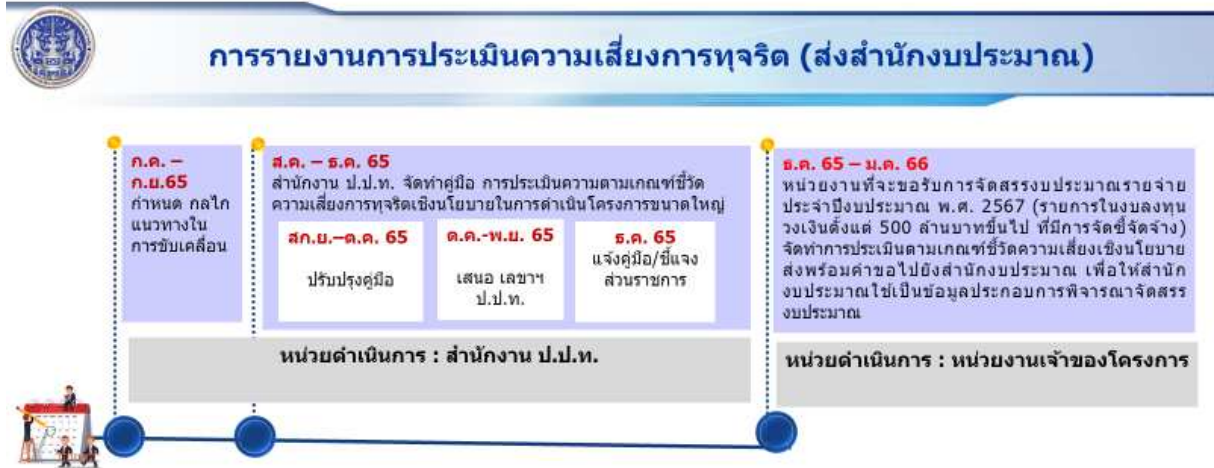 การรายงานการประเมินความเสี่ยงการทุจริต (ส่งสำนักงบประมาณ)
ก.ค. –
ก.ย.65
กำหนด กลไก
แนวทางใน
การขับเคลื่อน
ส.ค. – ธ.ค. 65
สำนักงาน ป.ป.ท. จัดทำคู่มือ การประเมินความตามเกณฑ์ชี้วัด
ความเสี่ยงการทุจริตเชิงนโยบายในการดำเนินโครงการขนาดใหญ่
สก.ย.–ต.ค. 65
ปรับปรุงคู่มือ
ต.ค.-พ.ย. 65
เสนอ เลขาฯ
ป.ป.ท.
ธ.ค. 65
แจ้งคู่มือ/ชี้แจง
ส่วนราชการ
หน่วยดำเนินการ : สำนักงาน ป.ป.ท.
ธ.ค. 65 – ม.ค. 66
หน่วยงานที่จะขอรับการจัดสรรงบประมาณรายจ่าย
ประจำปีงบประมาณ พ.ศ. 2567 (รายการในงบลงทุน
วงเงินตั้งแต่ 500 ล้านบาทขึ้นไป ที่มีการจัดซื้อจัดจ้าง)
จัดทำการประเมินตามเกณฑ์ชี้วัดความเสี่ยงเชิงนโยบาย
ส่งพร้อมคำขอไปยังสำนักงบประมาณ เพื่อให้สำนัก
งบประมาณใช้เป็นข้อมูลประกอบการพิจารณาจัดสรร
งบประมาณ
หน่วยดำเนินการ : หน่วยงานเจ้าของโครงการ